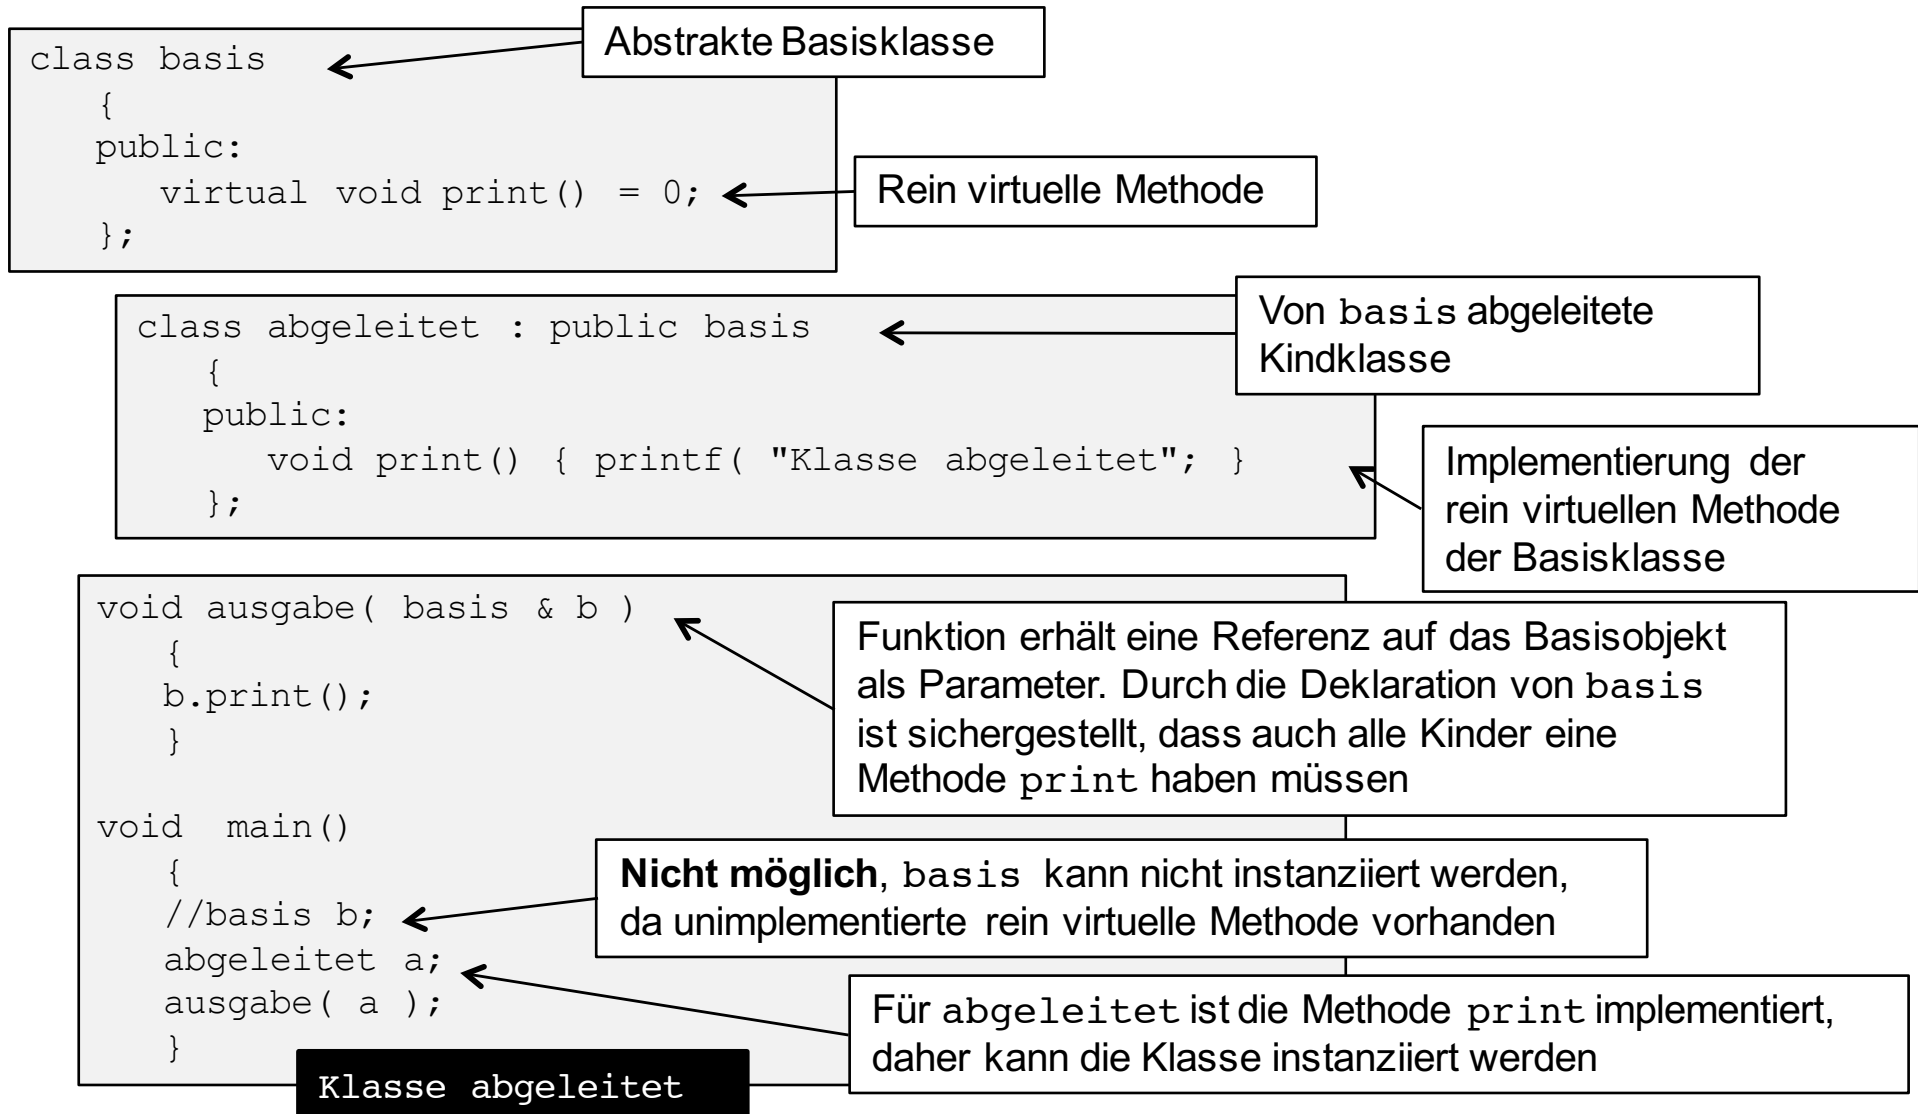 class basis
{
public:
virtual void print() = 0;
};
Abstrakte Basisklasse
Rein virtuelle Methode
class abgeleitet : public basis
{
public:
void print() { printf( "Klasse abgeleitet"; }
};
Von basis abgeleitete
Kindklasse
Implementierung der
rein virtuellen Methode
der Basisklasse
void ausgabe( basis & b )
{
b.print();
}
void main()
{
//basis b;
abgeleitet a;
ausgabe( a );
}
Funktion erhält eine Referenz auf das Basisobjekt
als Parameter. Durch die Deklaration von basis
ist sichergestellt, dass auch alle Kinder eine
Methode print haben müssen
Nicht möglich, basis kann nicht instanziiert werden,
da unimplementierte rein virtuelle Methode vorhanden
Für abgeleitet ist die Methode print implementiert,
daher kann die Klasse instanziiert werden
Klasse abgeleitet